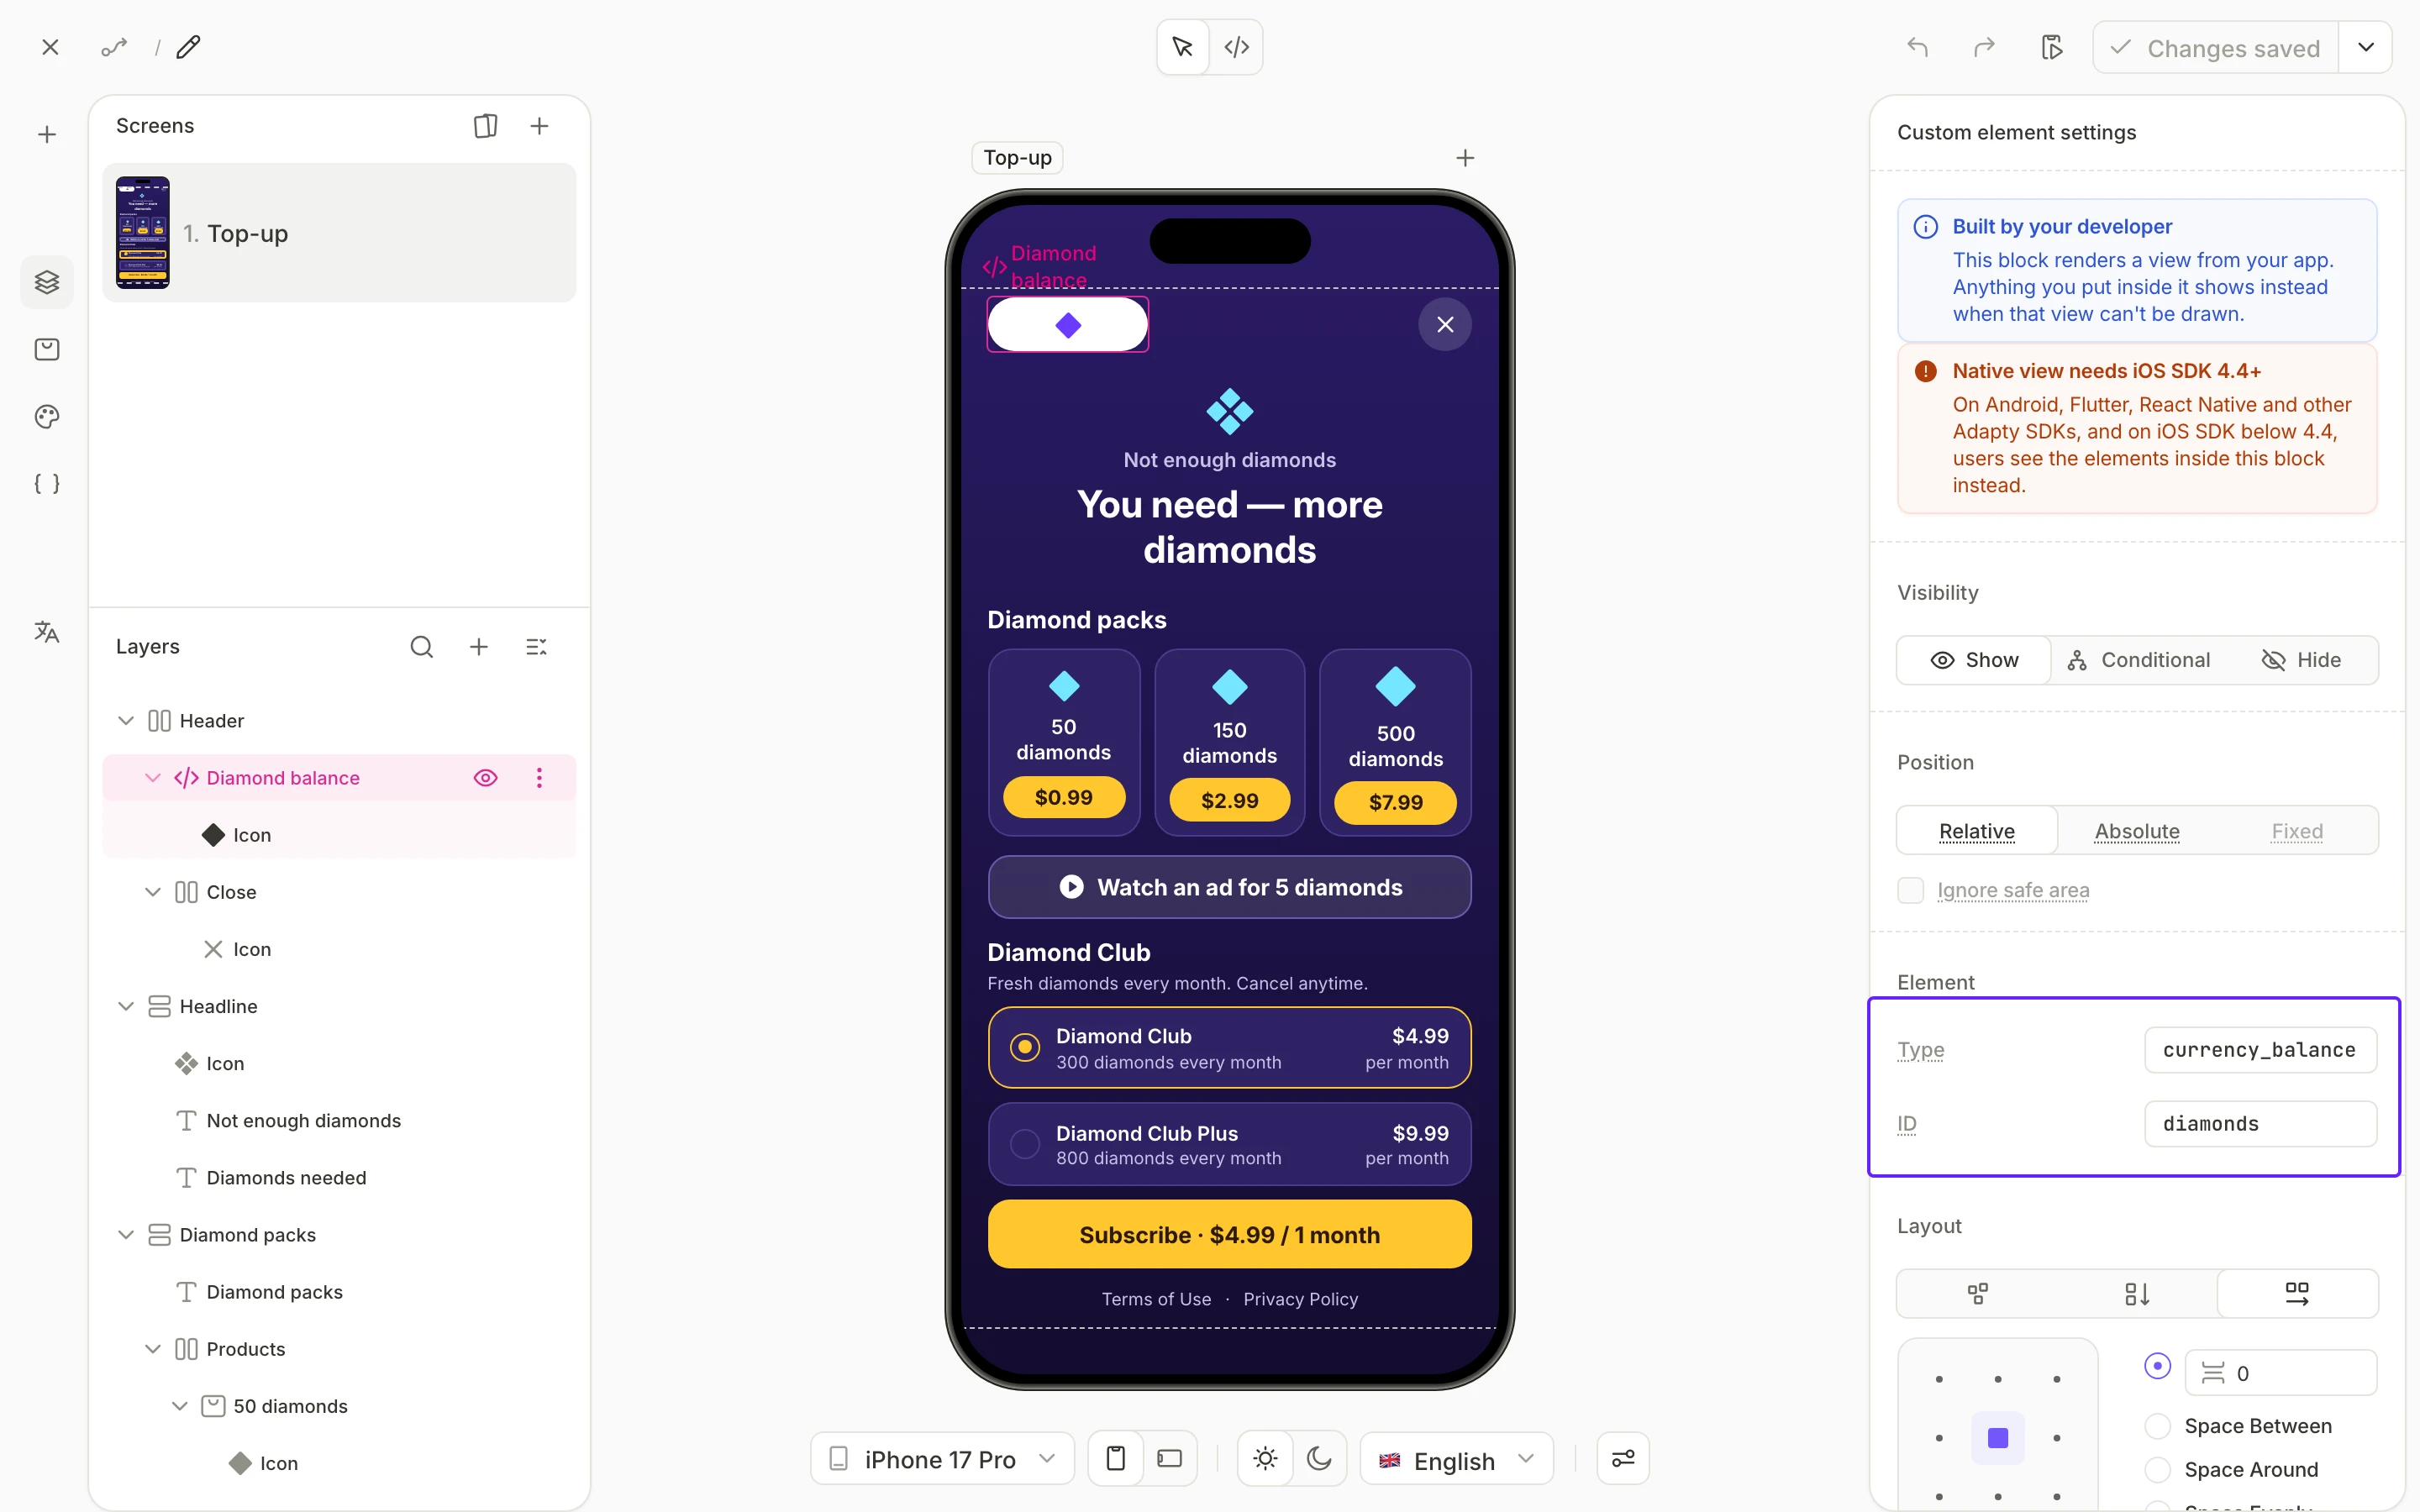 /
Changes saved
Screens
1. Top-up
Layers
Header
Diamond balance
Icon
Close
Icon
Headline
Icon
Not enough diamonds
Diamonds needed
Diamond packs
Diamond packs
Products
50 diamonds
Icon
Top-up
Diamond
balance
Not enough diamonds
You need — more
diamonds
Diamond packs
50
diamonds
$0.99
150
diamonds
$2.99
500
diamonds
$7.99
Watch an ad for 5 diamonds
Diamond Club
Fresh diamonds every month. Cancel anytime.
Diamond Club
300 diamonds every month
$4.99
per month
Diamond Club Plus
800 diamonds every month
$9.99
per month
Subscribe · $4.99 / 1 month
Terms of Use · Privacy Policy
iPhone 17 Pro
English
Custom element settings
Built by your developer
This block renders a view from your app.
Anything you put inside it shows instead
when that view can't be drawn.
Native view needs iOS SDK 4.4+
On Android, Flutter, React Native and other
Adapty SDKs, and on iOS SDK below 4.4,
users see the elements inside this block
instead.
Visibility
Show
Conditional
Hide
Position
Relative
Absolute
Fixed
Ignore safe area
Element
Type
currency_balance
ID
diamonds
Layout
0
Space Between
Space Around